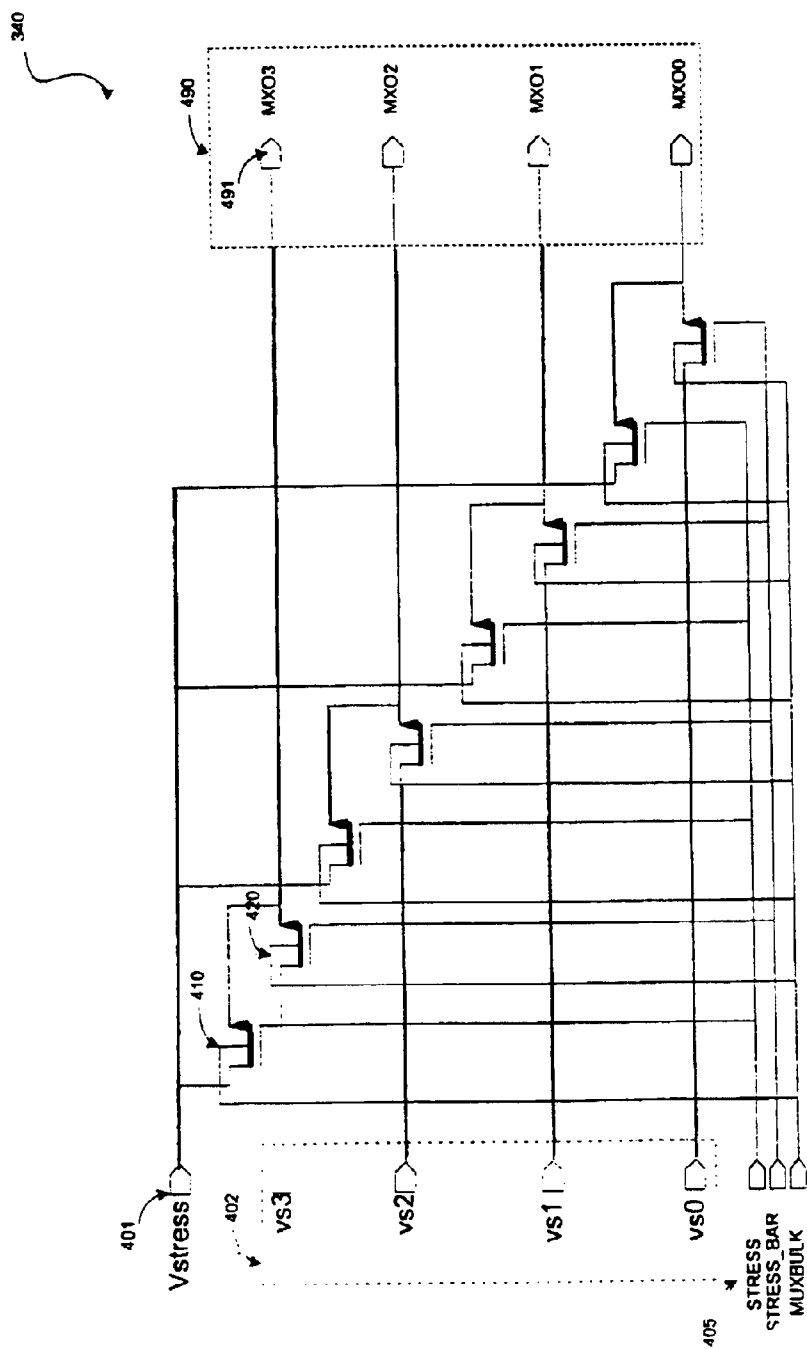 340
490
491
MXO3
MXO2
MXO1
MXO0
410
420
401
Vstress
402
vs3
vs2
vs1
vs0
405
STRESS
STRESS_BAR
MUXBULK